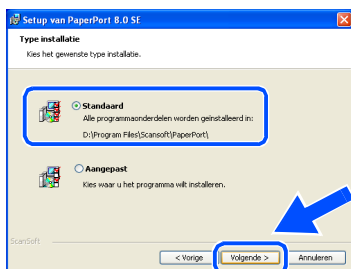 Setup van PaperPort 8.0 SE
Type installatie
Kies het gewenste type installatie.
Standaard
Alle programmaonderdelen worden geïnstalleerd in:
D:\Program Files\Scansoft\PaperPort\
Aangepast
Kies waar u het programma wilt installeren.
ScanSoft
< Vorige
Volgende >
Annuleren